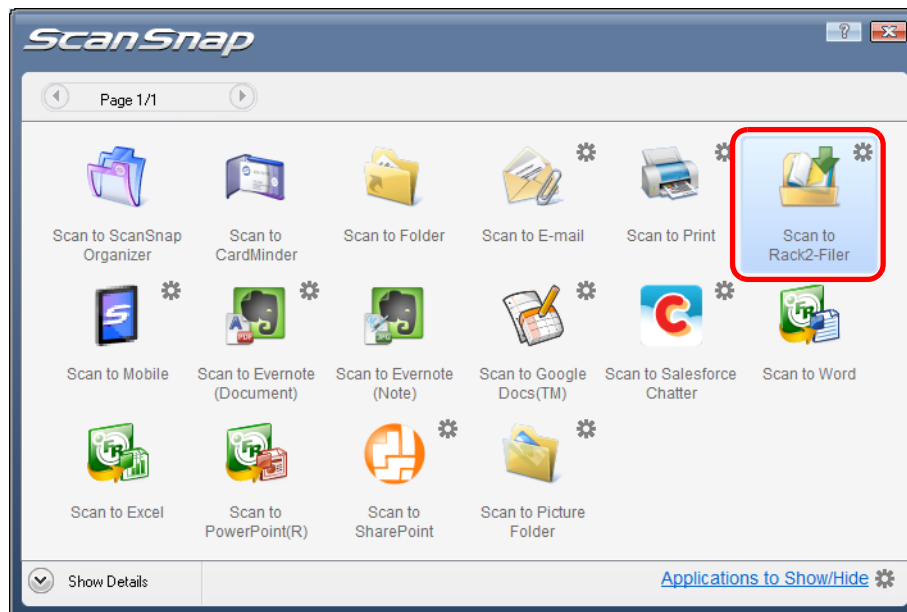 ScanSnap
Page 1/1
Scan to ScanSnap
Organizer
Scan to
CardMinder
Scan to Folder
Scan to E-mail
Scan to Print
Scan to
Rack2-Filer
Scan to Mobile
Scan to Evernote
(Document)
Scan to Evernote
(Note)
Scan to Google
Docs(TM)
Scan to Salesforce
Chatter
Scan to Word
Scan to Excel
Scan to
PowerPoint(R)
Scan to
SharePoint
Scan to Picture
Folder
Show Details
Applications to Show/Hide